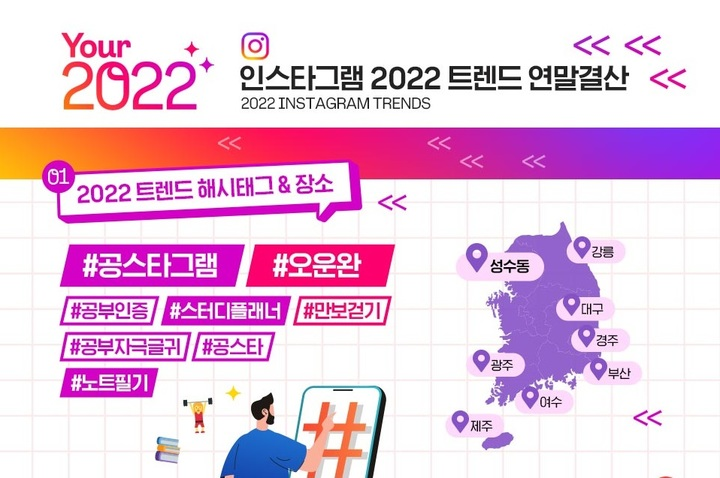 Your
2022
인스타그램 2022 트렌드 연말결산
2022 INSTAGRAM TRENDS
01
2022 트렌드 해시태그 & 장소
#공스타그램 #오운완
#공부인증 #스터디플래너 #만보걷기
#공부자극글귀 #공스타
#노트필기
#
성수동
강릉
대구
경주
광주
부산
여수
제주